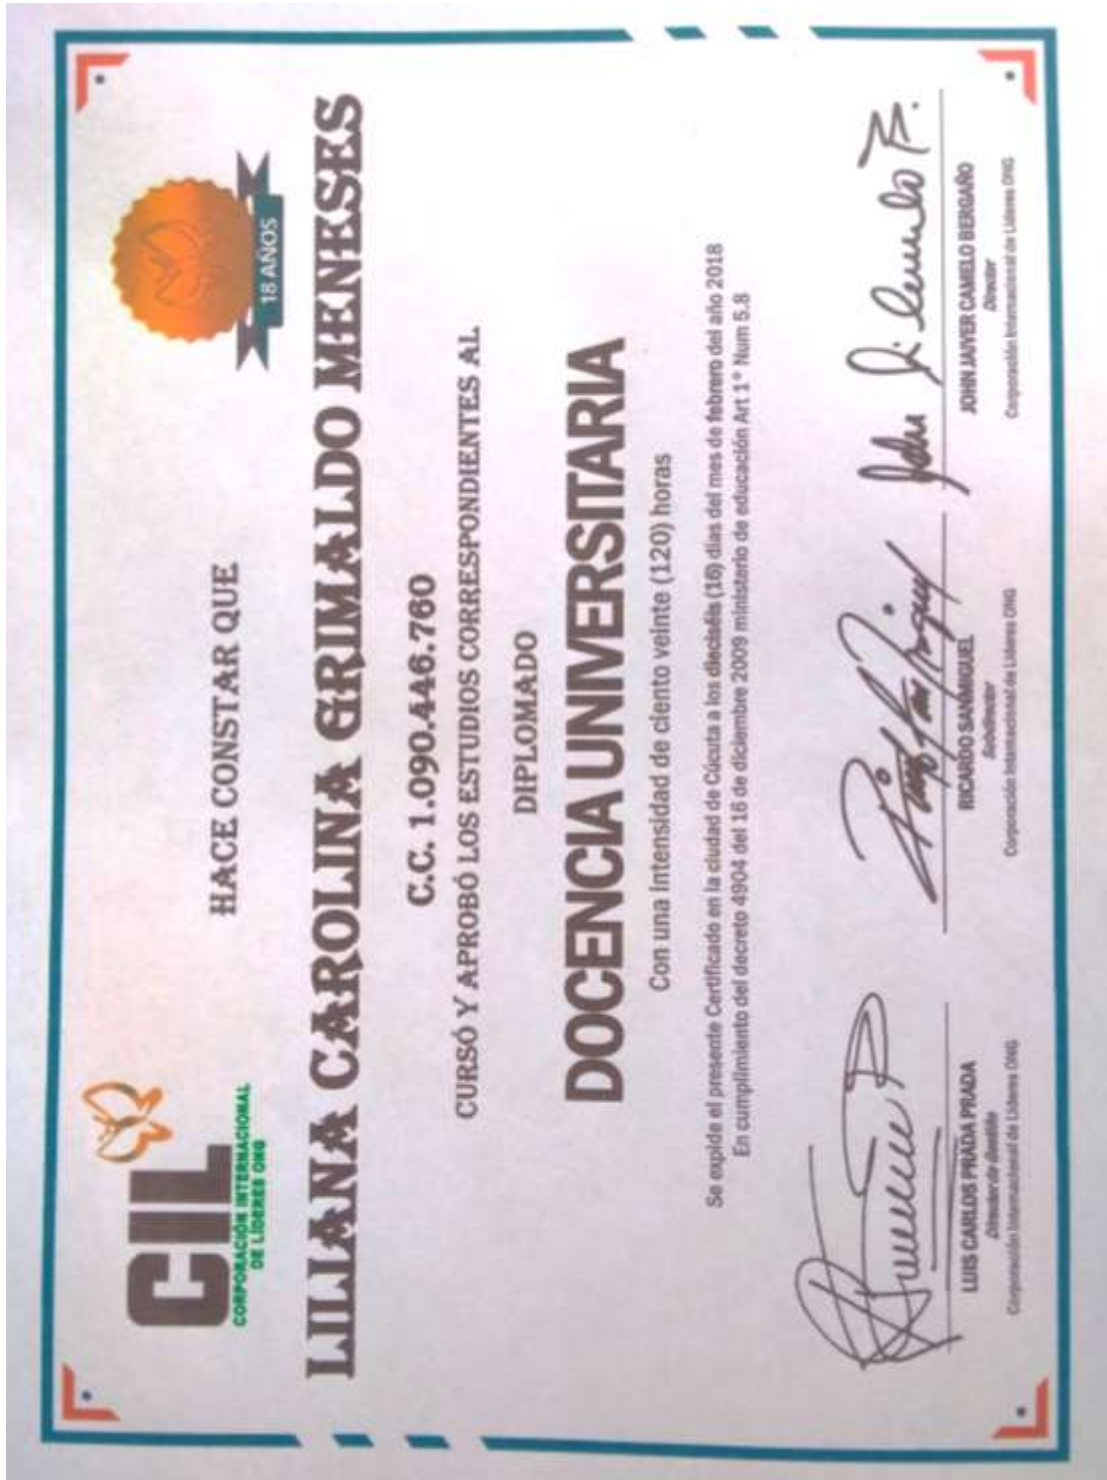 CIL
CORPORACIÓN INTERNACIONAL
DE LÍDERES ONG
18 AÑOS
HACE CONSTAR QUE
LILIANA CAROLINA GRIMALDO MENESES
C.C. 1.090.446.760
CURSÓ Y APROBÓ LOS ESTUDIOS CORRESPONDIENTES AL
DIPLOMADO
DOCENCIA UNIVERSITARIA
Con una Intensidad de ciento veinte (120) horas
Se expide el presente Certificado en la ciudad de Cúcuta a los dieciséis (16) días del mes de febrero del año 2018
En cumplimiento del decreto 4904 del 16 de diciembre 2009 ministerio de educación Art 1° Num 5.8
LUIS CARLOS PRADA PRADA
Director de Gestión
Corporación Internacional de Líderes ONG
RICARDO SANMIGUEL
Subdirector
Corporación Internacional de Líderes ONG
JOHN JAIVER CAMELO BERGAÑO
Director
Corporación Internacional de Líderes ONG